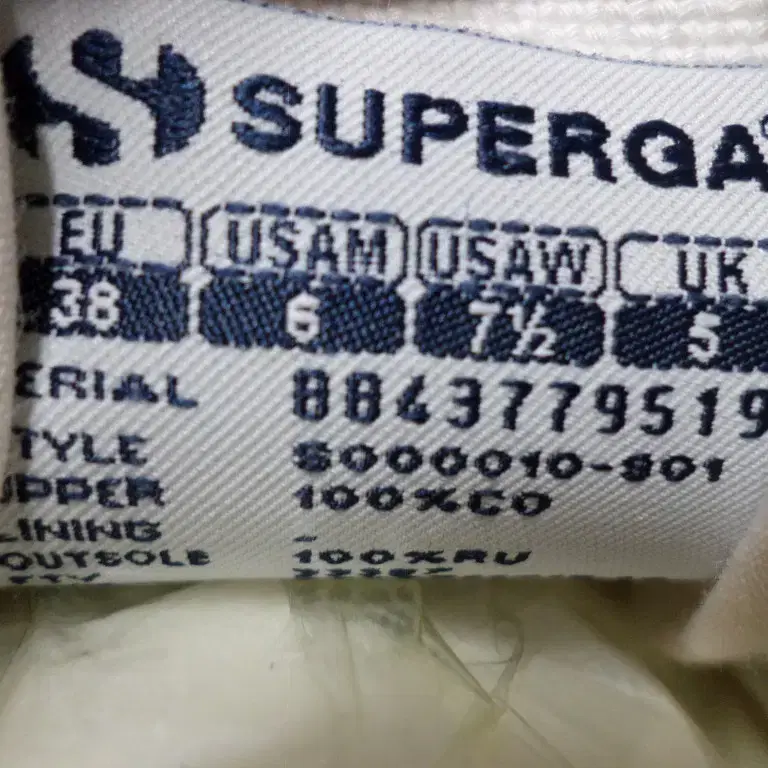 SUPERGA®
EU USAM USAW UK
38 6 7½ 5
ERIAL 8843779519
TYLE S000010-901
UPPER 100%CO
LINING -
OUTSOLE 100%RU